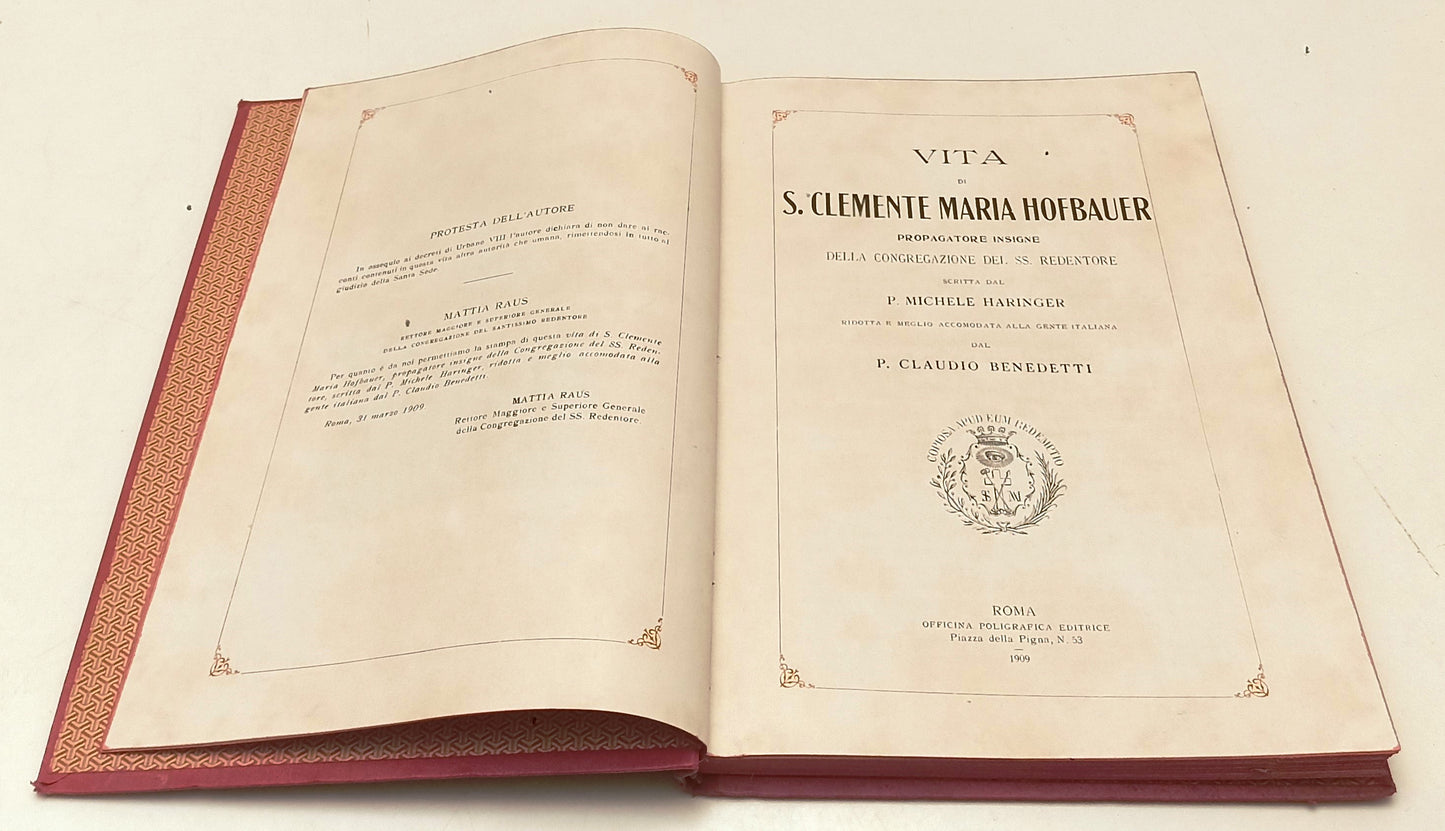 PROTESTA DELL'AUTORE
In ossequio ai decreti di Urbano VIII l'autore dichiara di non dare ai rac-
conti contenuti in questa vita altra autorità che umana, rimettendosi in tutto al
giudizio della Santa Sede.
MATTIA RAUS
RETTORE MAGGIORE E SUPERIORE GENERALE
DELLA CONGREGAZIONE DEL SANTISSIMO REDENTORE
Per quanto è da noi permettiamo la stampa di questa vita di S. Clemente
Maria Hofbauer, propagatore insigne della Congregazione del SS. Reden-
tore, scritta dal P. Michele Haringer, ridotta e meglio accomodata alla
gente italiana dal P. Claudio Benedetti.
Roma, 31 marzo 1909.
MATTIA RAUS
Rettore Maggiore e Superiore Generale
della Congregazione del SS. Redentore.
VITA
DI
S. CLEMENTE MARIA HOFBAUER
PROPAGATORE INSIGNE
DELLA CONGREGAZIONE DEL SS. REDENTORE
SCRITTA DAL
P. MICHELE HARINGER
RIDOTTA E MEGLIO ACCOMODATA ALLA GENTE ITALIANA
DAL
P. CLAUDIO BENEDETTI
COPIOSA APUD EUM REDEMPTIO
ROMA
OFFICINA POLIGRAFICA EDITRICE
Piazza della Pigna, N. 53
1909